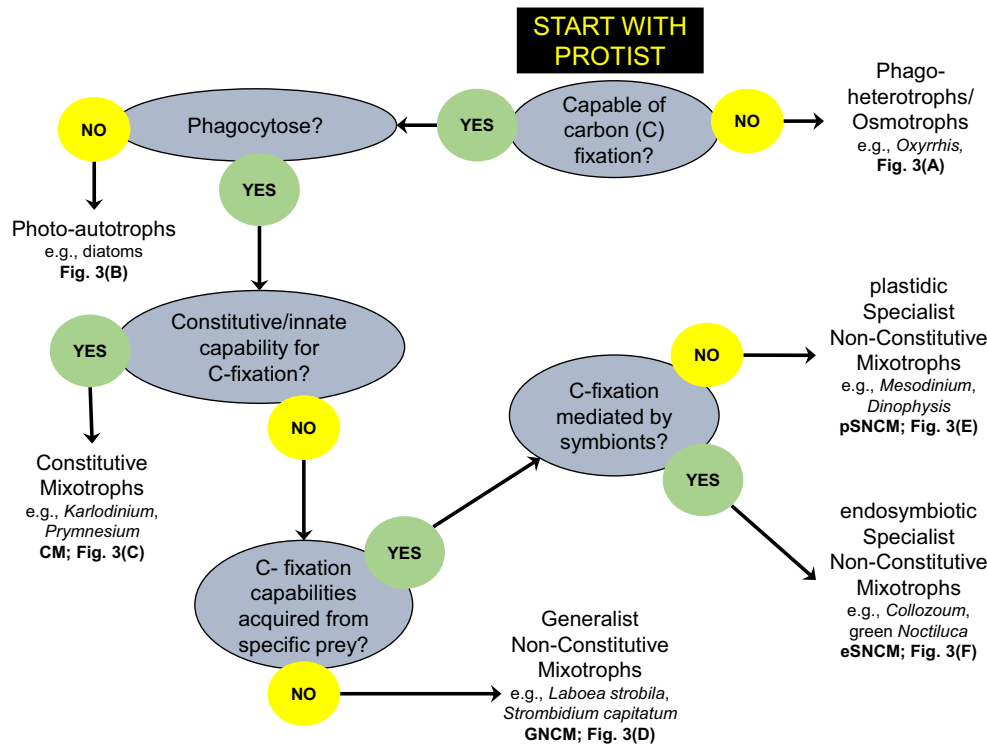 START WITH
PROTIST
Capable of
carbon (C)
fixation?
NO
Phago-
heterotrophs/
Osmotrophs
e.g., Oxyrrhis,
Fig. 3(A)
YES
Phagocytose?
NO
Photo-autotrophs
e.g., diatoms
Fig. 3(B)
YES
Constitutive/innate
capability for
C-fixation?
YES
Constitutive
Mixotrophs
e.g., Karlodinium,
Prymnesium
CM; Fig. 3(C)
NO
C- fixation
capabilities
acquired from
specific prey?
NO
Generalist
Non-Constitutive
Mixotrophs
e.g., Laboea strobila,
Strombidium capitatum
GNCM; Fig. 3(D)
YES
C-fixation
mediated by
symbionts?
NO
plastidic
Specialist
Non-Constitutive
Mixotrophs
e.g., Mesodinium,
Dinophysis
pSNCM; Fig. 3(E)
YES
endosymbiotic
Specialist
Non-Constitutive
Mixotrophs
e.g., Collozoum,
green Noctiluca
eSNCM; Fig. 3(F)